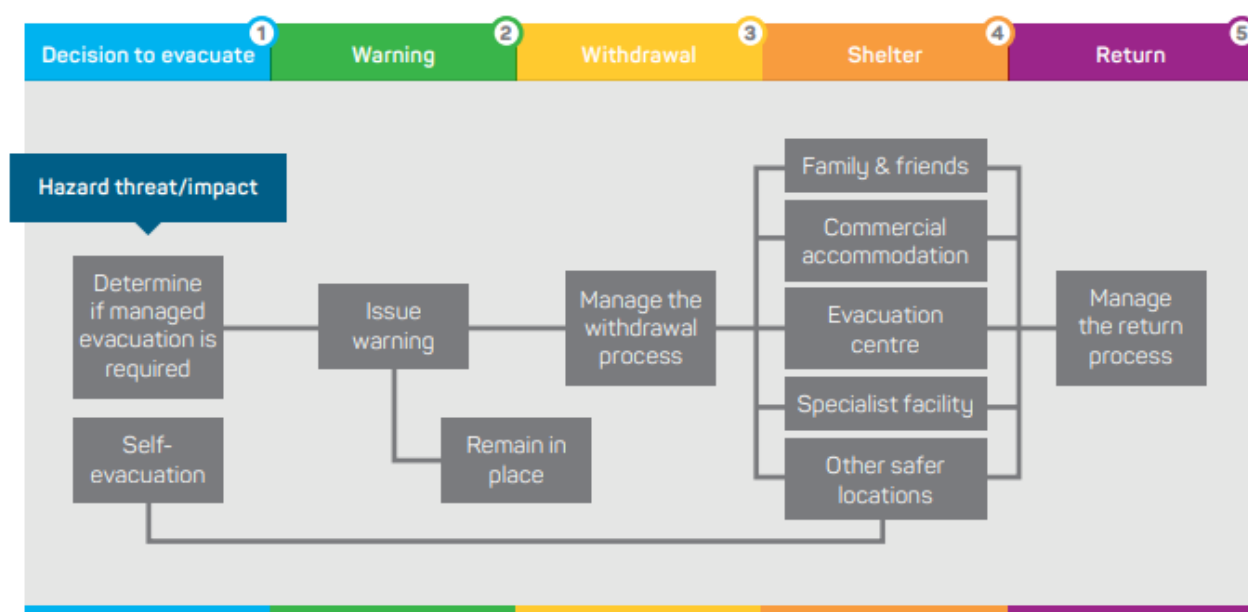 1
2
3
4
5
Decision to evacuate
Warning
Withdrawal
Shelter
Return
Hazard threat/impact
Determine
if managed
evacuation is
required
Self-
evacuation
Issue
warning
Remain in
place
Manage the
withdrawal
process
Family & friends
Commercial
accommodation
Evacuation
centre
Specialist facility
Other safer
locations
Manage
the return
process